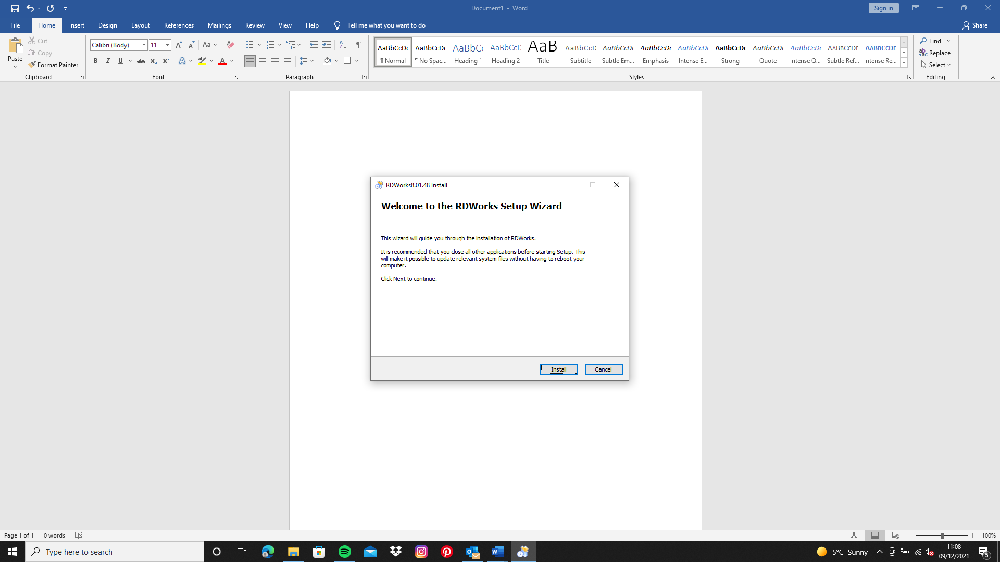 Document1 - Word
Sign in
File Home Insert Design Layout References Mailings Review View Help Tell me what you want to do Share
Paste
Cut
Copy
Format Painter
Clipboard
Calibri (Body) 11
Font
Paragraph
AaBbCcDc AaBbCcDc AaBbCc AaBbCcD AaB AaBbCcD AaBbCcDc AaBbCcDc AaBbCcDc AaBbCcDc AaBbCcDc AaBbCcDc AaBbCcDc AaBbCcDc
¶ Normal ¶ No Spac... Heading 1 Heading 2 Title Subtitle Subtle Em... Emphasis Intense E... Strong Quote Intense Q... Subtle Ref... Intense Re...
Styles
Find
Replace
Select
Editing
RDWorks8.01.48 Install
Welcome to the RDWorks Setup Wizard
This wizard will guide you through the installation of RDWorks.
It is recommended that you close all other applications before starting Setup. This
will make it possible to update relevant system files without having to reboot your
computer.
Click Next to continue.
Install Cancel
Page 1 of 1 0 words
100%
Type here to search
5°C Sunny
11:08
09/12/2021
5